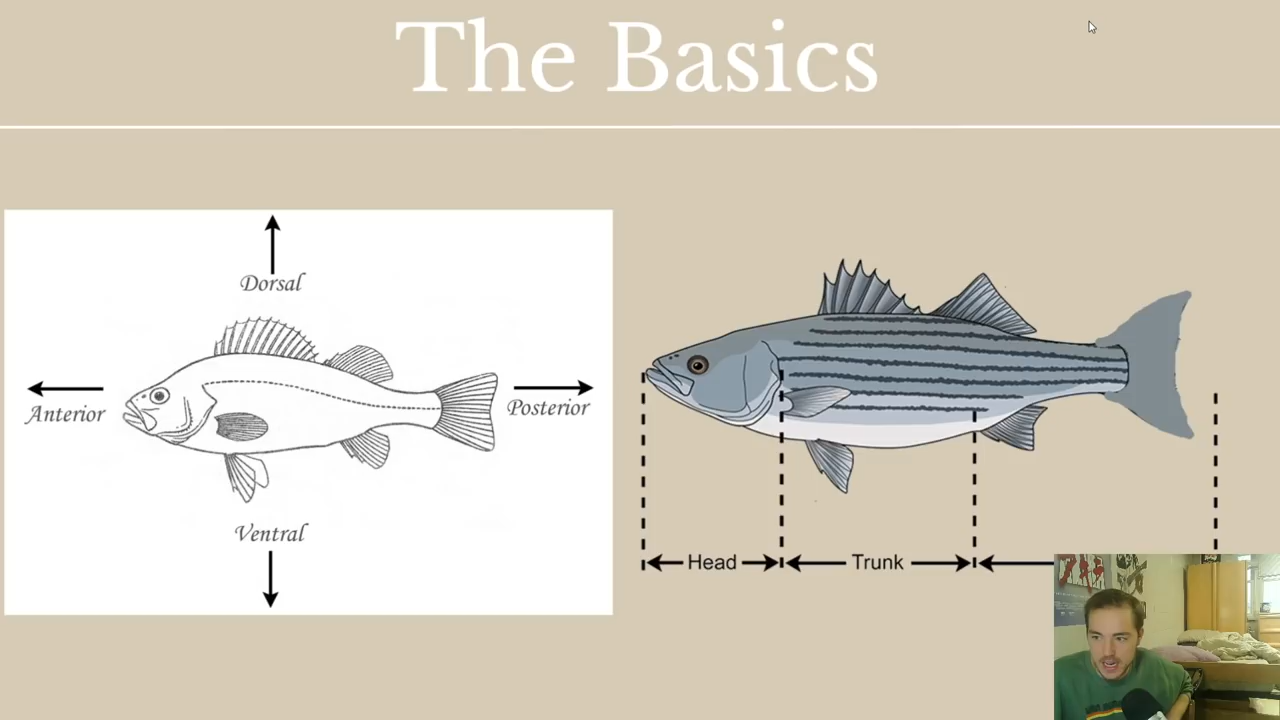 The Basics
Dorsal
Anterior
Posterior
Ventral
Head
Trunk